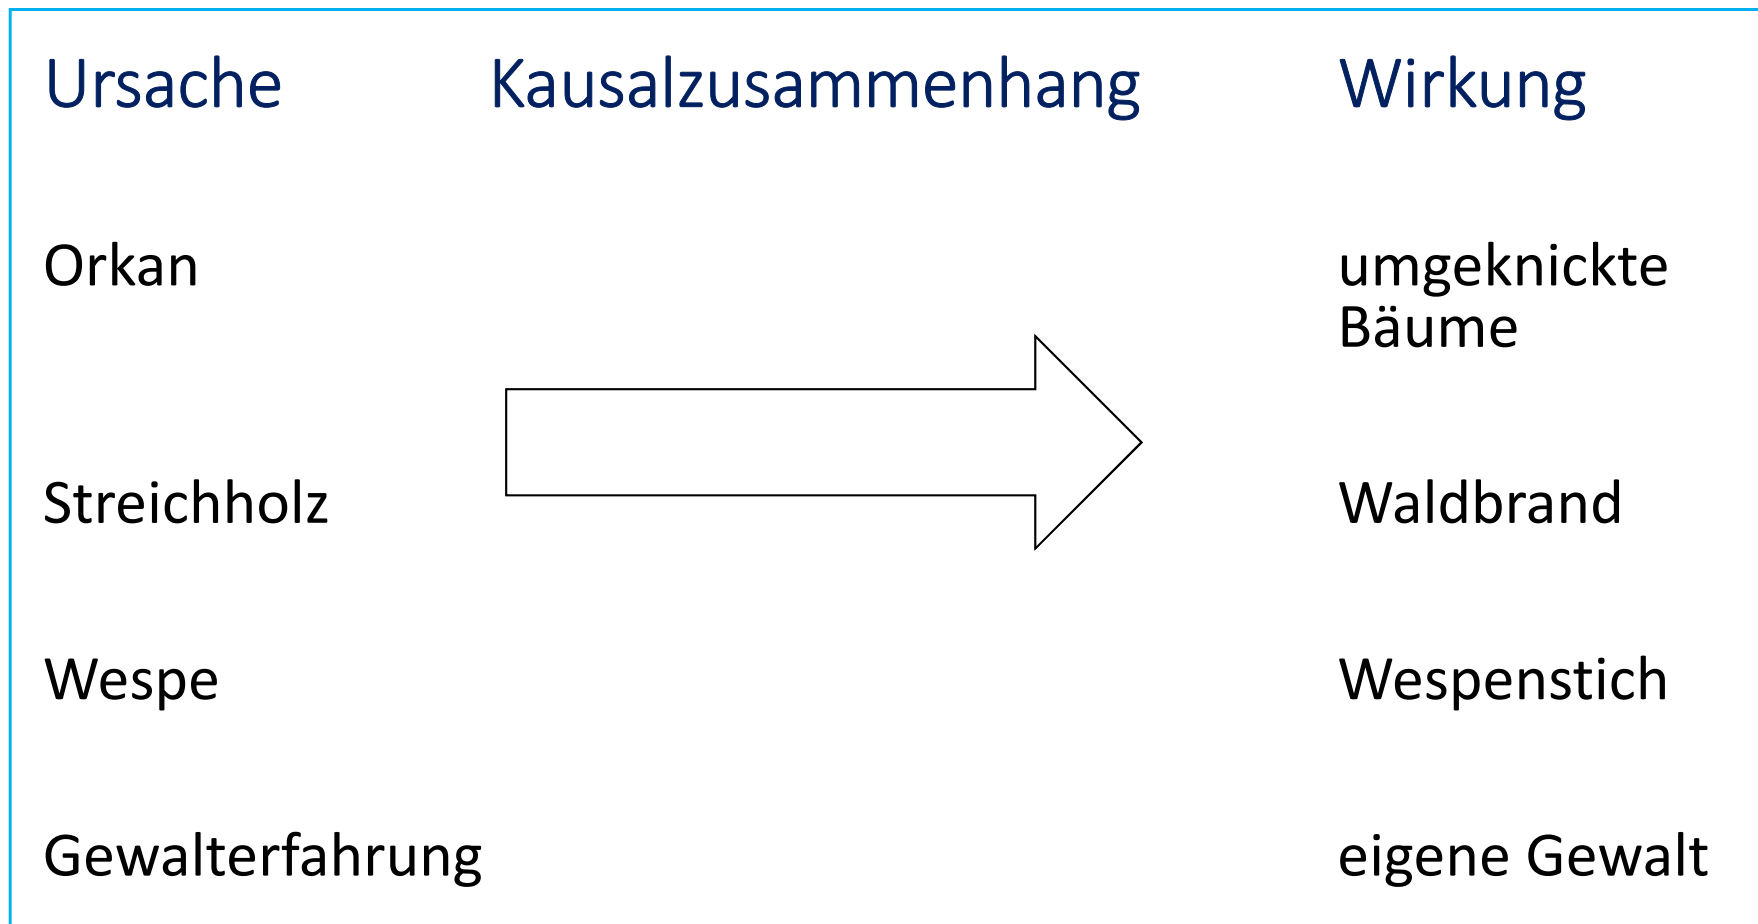 Ursache Kausalzusammenhang Wirkung
Orkan umgeknickte
Bäume
Streichholz Waldbrand
Wespe Wespenstich
Gewalterfahrung eigene Gewalt